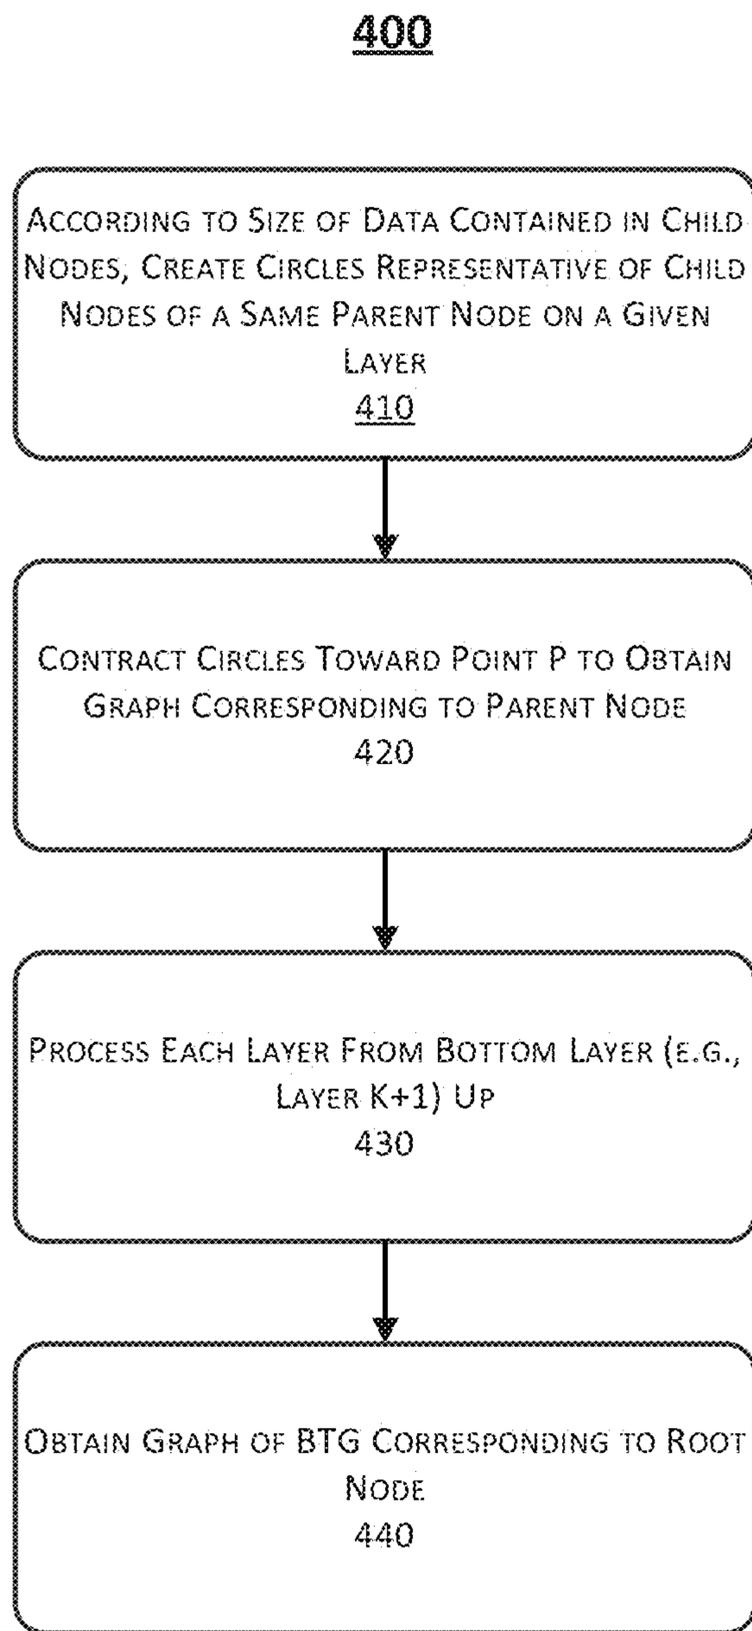 400
ACCORDING TO SIZE OF DATA CONTAINED IN CHILD
NODES, CREATE CIRCLES REPRESENTATIVE OF CHILD
NODES OF A SAME PARENT NODE ON A GIVEN
LAYER
410
CONTRACT CIRCLES TOWARD POINT P TO OBTAIN
GRAPH CORRESPONDING TO PARENT NODE
420
PROCESS EACH LAYER FROM BOTTOM LAYER (E.G.,
LAYER K+1) UP
430
OBTAIN GRAPH OF BTG CORRESPONDING TO ROOT
NODE
440